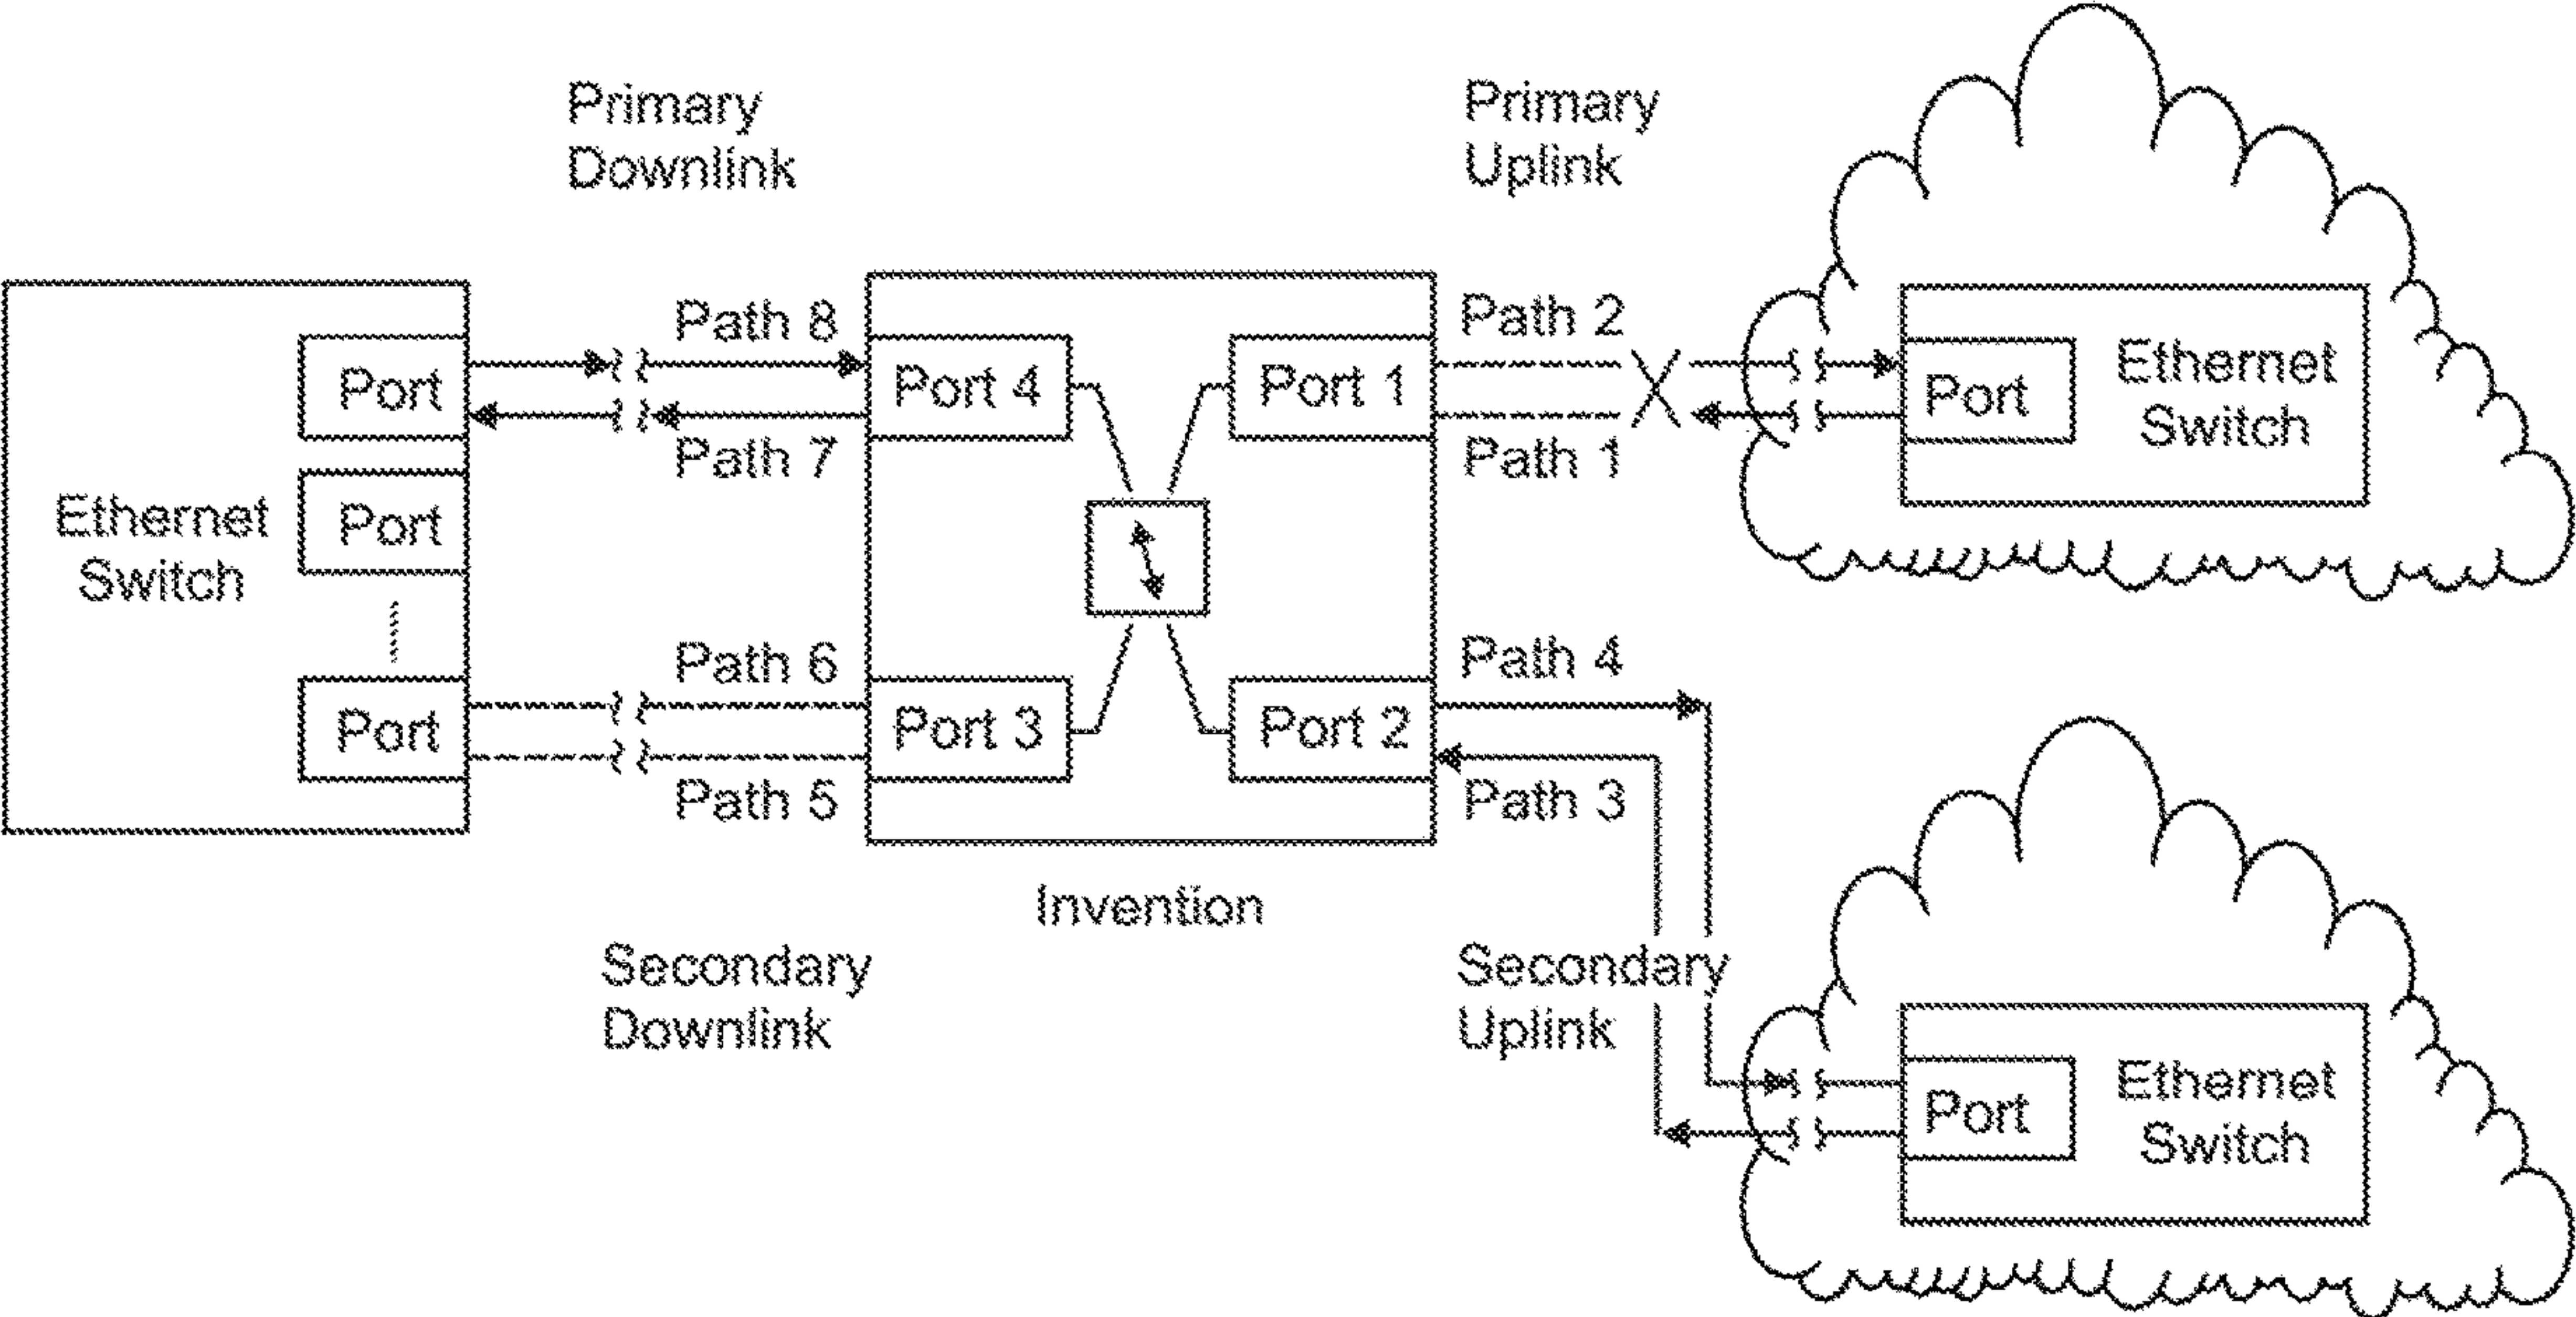 Primary
Downlink
Primary
Uplink
Path 8
Path 2
Port
Port 4
Port 1
Port
Ethernet
Switch
Path 7
Path 1
Ethernet
Switch
Port
Path 6
Path 4
Port
Port 3
Port 2
Path 5
Path 3
Invention
Secondary
Downlink
Secondary
Uplink
Port
Ethernet
Switch